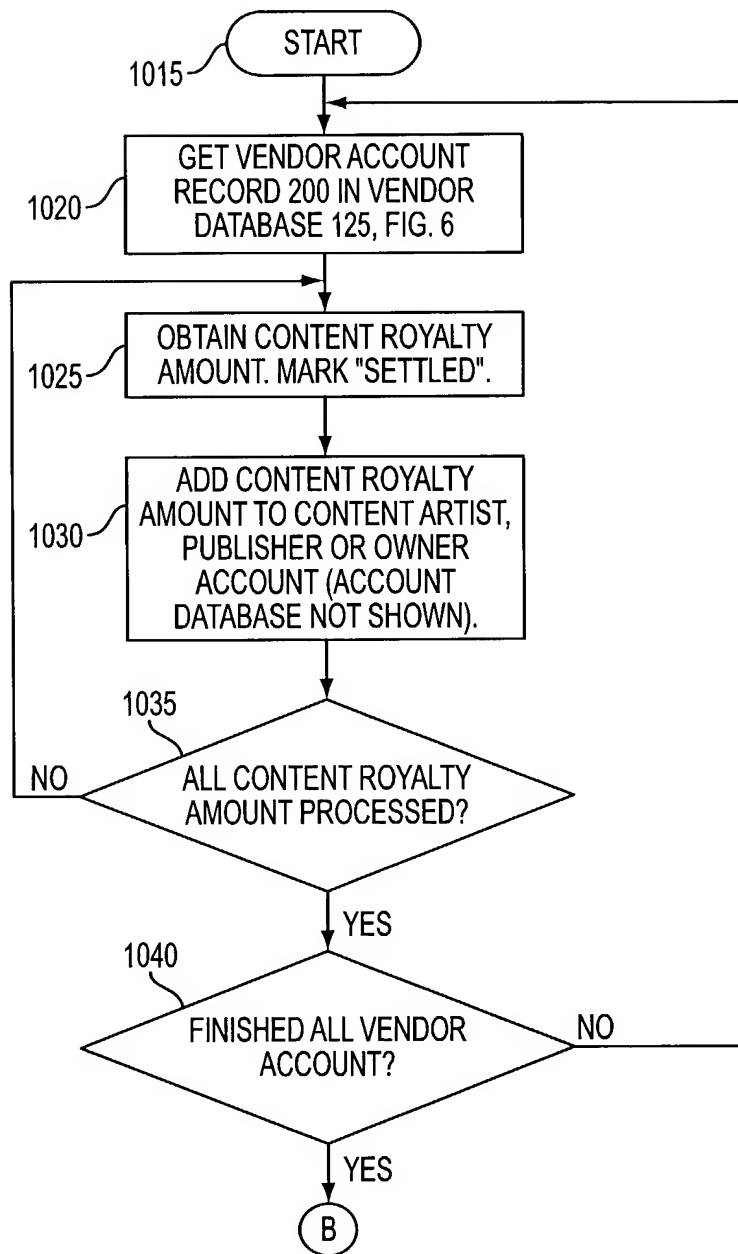 START
1015
GET VENDOR ACCOUNT
RECORD 200 IN VENDOR
DATABASE 125, FIG. 6
1020
OBTAIN CONTENT ROYALTY
AMOUNT. MARK "SETTLED".
1025
ADD CONTENT ROYALTY
AMOUNT TO CONTENT ARTIST,
PUBLISHER OR OWNER
ACCOUNT (ACCOUNT
DATABASE NOT SHOWN).
1030
1035
NO
ALL CONTENT ROYALTY
AMOUNT PROCESSED?
YES
1040
FINISHED ALL VENDOR
ACCOUNT?
NO
YES
B